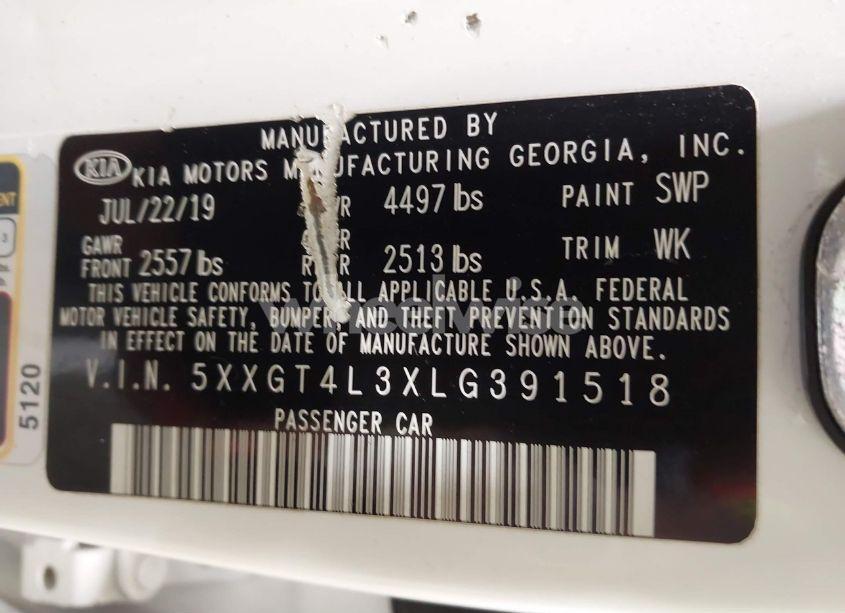 MANUFACTURED BY
KIA KIA MOTORS MANUFACTURING GEORGIA, INC.
JUL/22/19 4497 lbs PAINT SWP
GAWR
FRONT 2557 lbs 2513 lbs TRIM WK
THIS VEHICLE CONFORMS TO ALL APPLICABLE U.S.A. FEDERAL
MOTOR VEHICLE SAFETY, BUMPER, AND THEFT PREVENTION STANDARDS
IN EFFECT ON THE DATE OF MANUFACTURE SHOWN ABOVE.
V.I.N. 5XXGT4L3XLG391518
PASSENGER CAR
5120